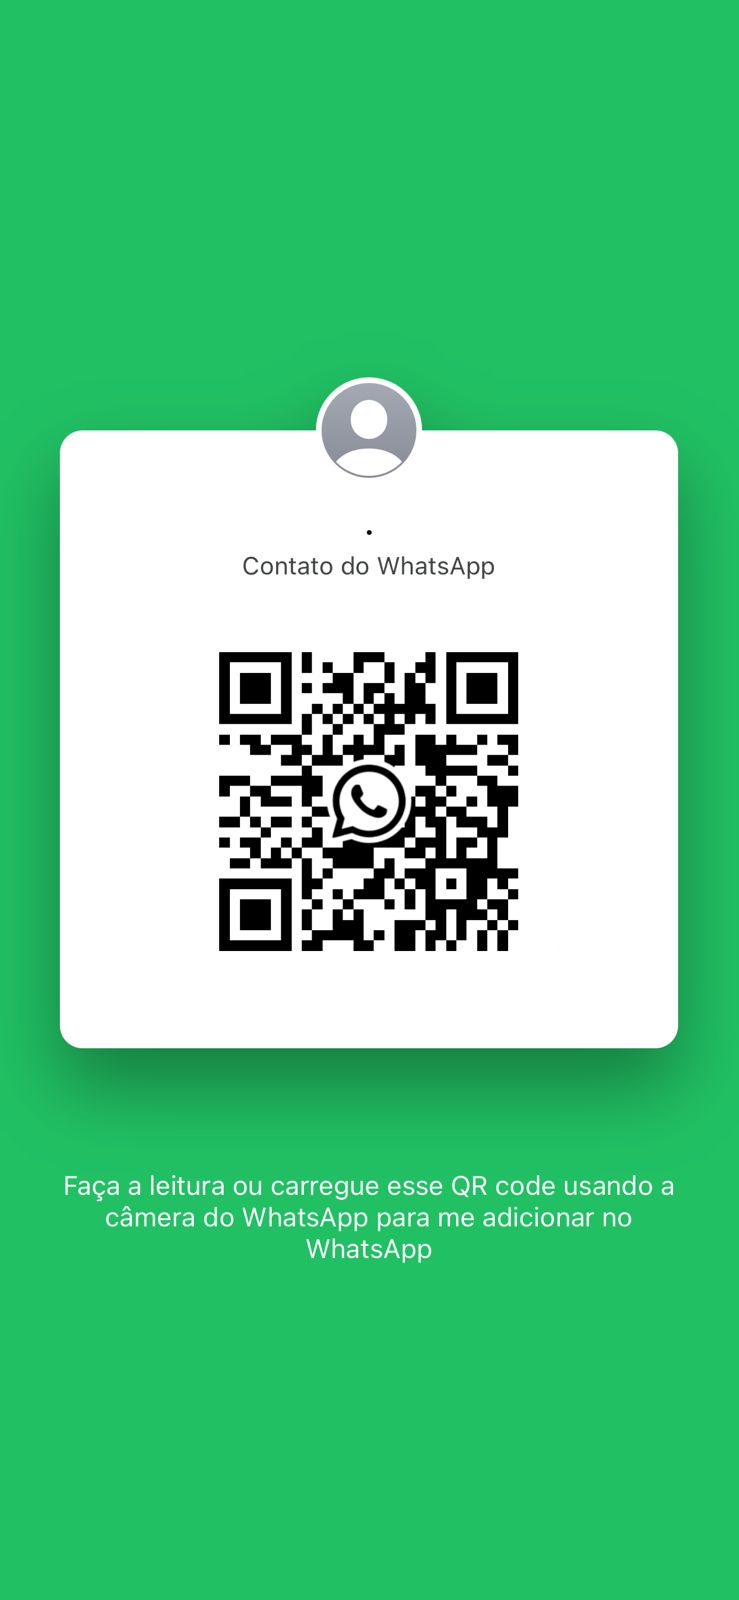 .
Contato do WhatsApp
Faça a leitura ou carregue esse QR code usando a
câmera do WhatsApp para me adicionar no
WhatsApp